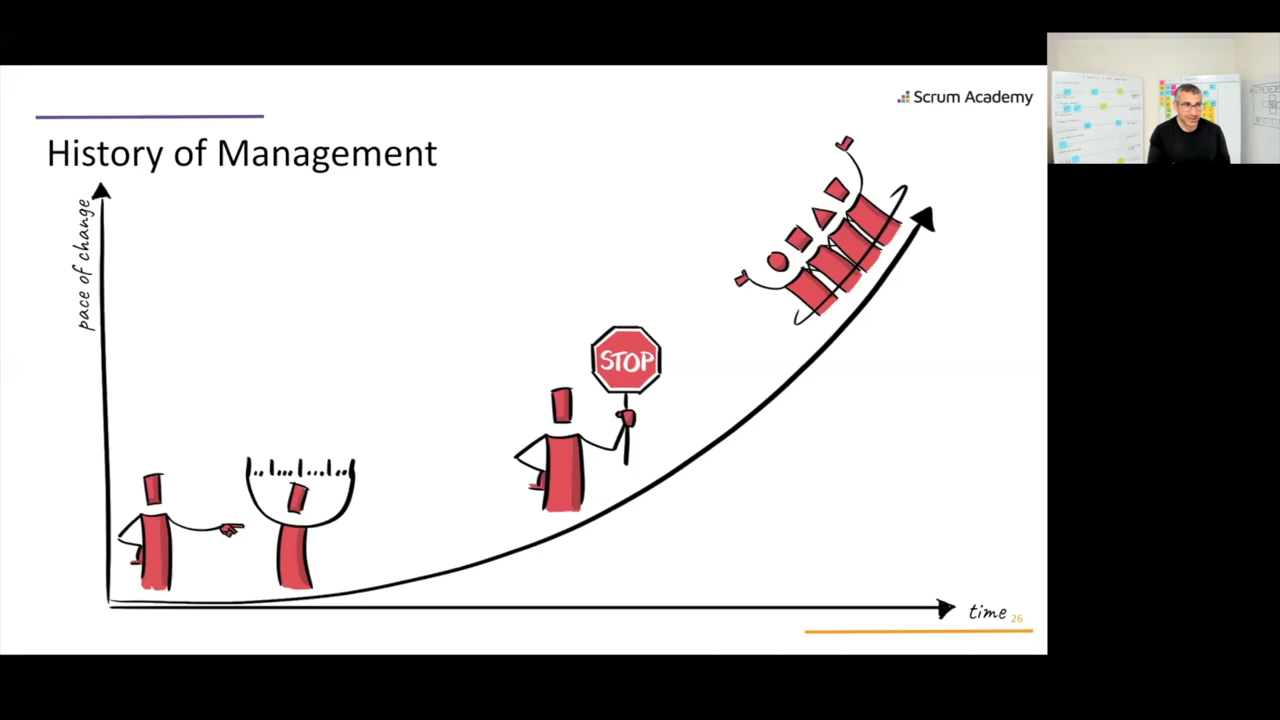 Scrum Academy
History of Management
pace of change
STOP
time
26